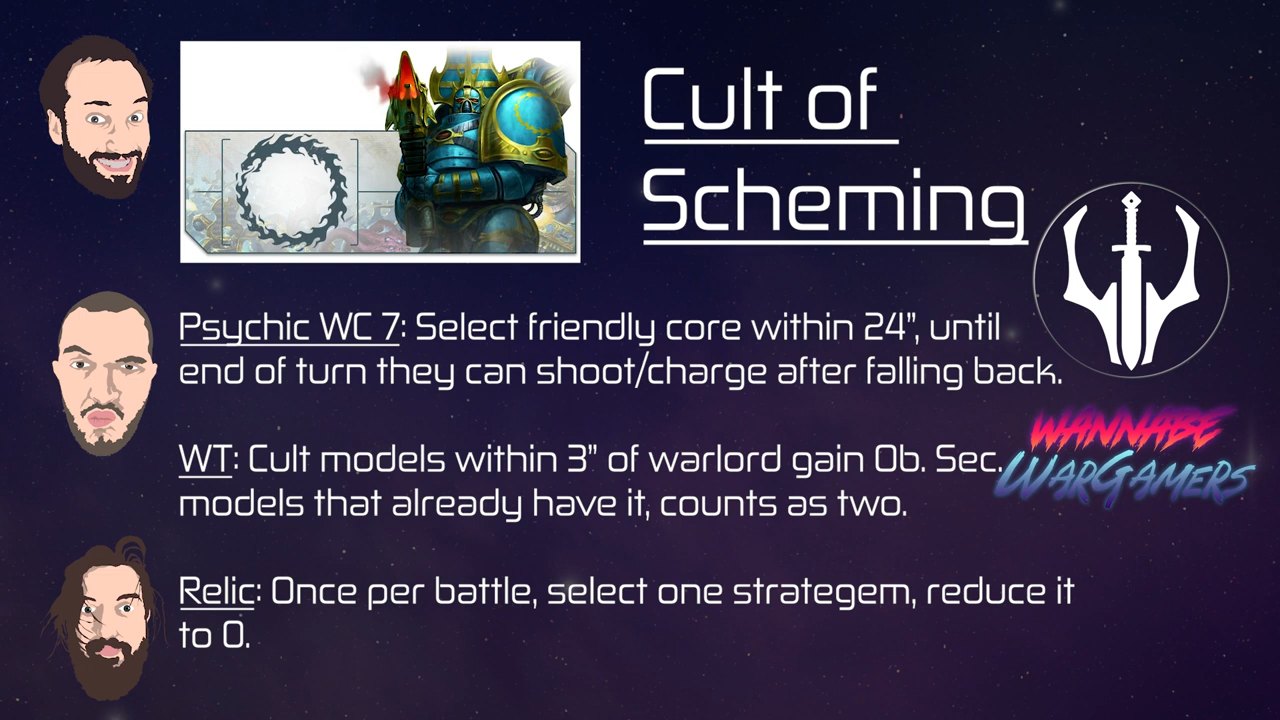 Cult of
Scheming
Psychic WC 7: Select friendly core within 24”, until
end of turn they can shoot/charge after falling back.
WT: Cult models within 3” of warlord gain Ob. Sec.
models that already have it, counts as two.
WANNABE
WARGAMERS
Relic: Once per battle, select one strategem, reduce it
to 0.